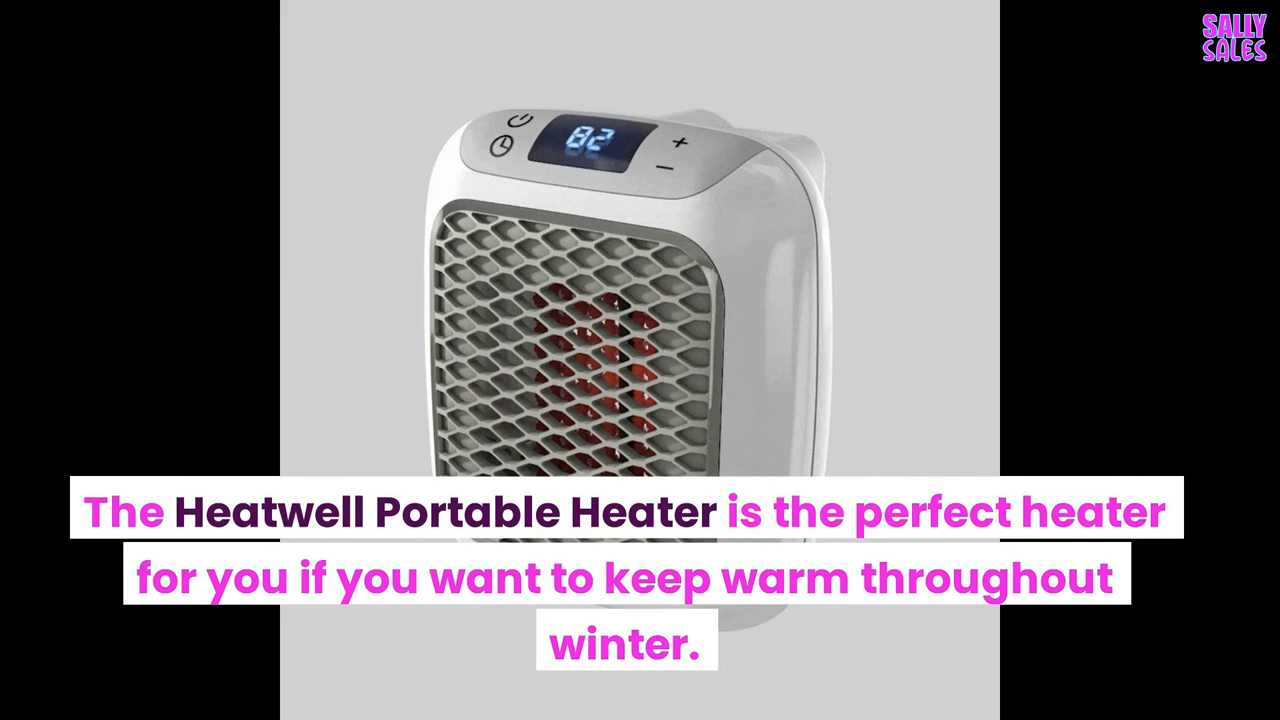 SALLY
SALES
82
The Heatwell Portable Heater is the perfect heater
for you if you want to keep warm throughout
winter.